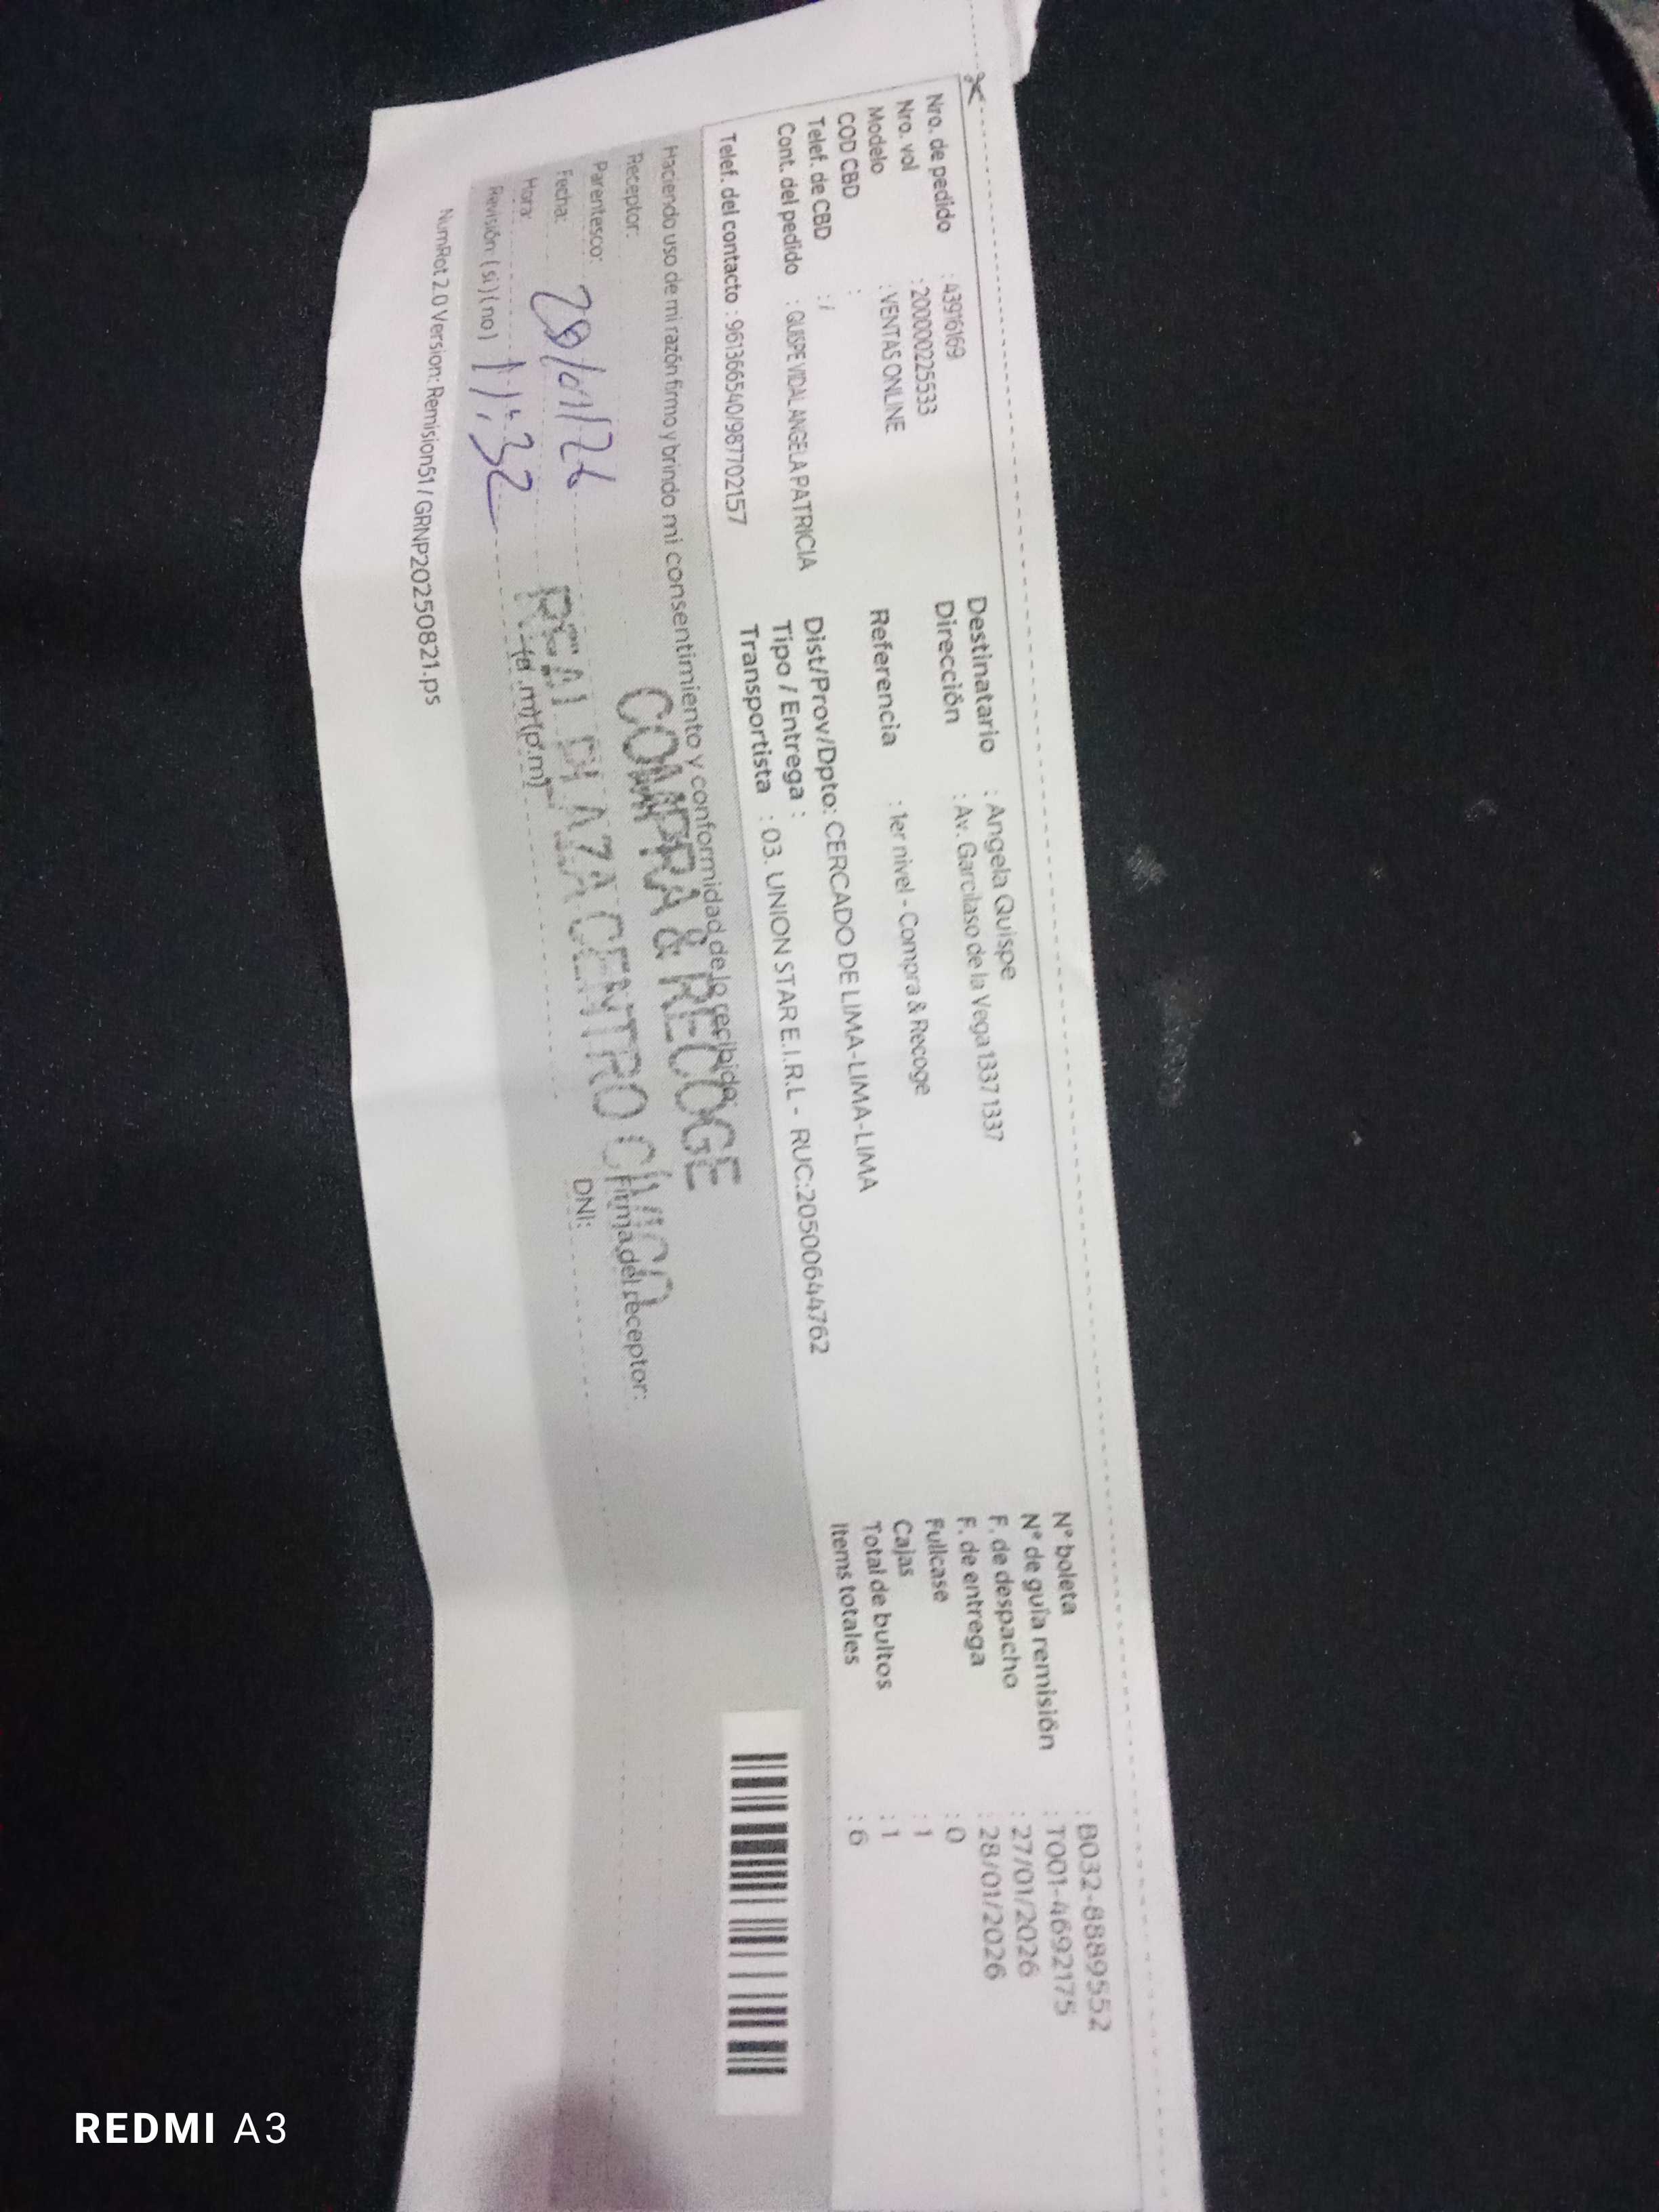 Nro. de pedido : 43916169
Nro. vol : 200000225533
Modelo : VENTAS ONLINE
COD CBD :
Telef. de CBD : /
Cont. del pedido : QUISPE VIDAL ANGELA PATRICIA
Telef. del contacto : 961366540/987702157
Destinatario : Angela Quispe
Dirección : Av. Garcilaso de la Vega 1337 1337
Referencia : 1er nivel - Compra & Recoge
Dist/Prov/Dpto: CERCADO DE LIMA-LIMA-LIMA
Tipo / Entrega :
Transportista : 03. UNION STAR E.I.R.L - RUC:20500644762
N° boleta : B032-8889552
N° de guía remisión : T001-4692175
F. de despacho : 27/01/2026
F. de entrega : 28/01/2026
Fullcase : 0
Cajas : 1
Total de bultos : 1
Items totales : 6
Haciendo uso de mi razón firmo y brindo mi consentimiento y conformidad de lo recibido:
COMPRA & RECOGE
REAL PLAZA CENTRO CIVICO
Receptor:
Firma del receptor:
Parentesco:
DNI:
Fecha: 28/01/26
Hora: 11:32 (a.m) (p.m)
Revisión ( si ) ( no )
NumRot 2.0 Version: Remision51 / GRNP20250821.ps
REDMI A3